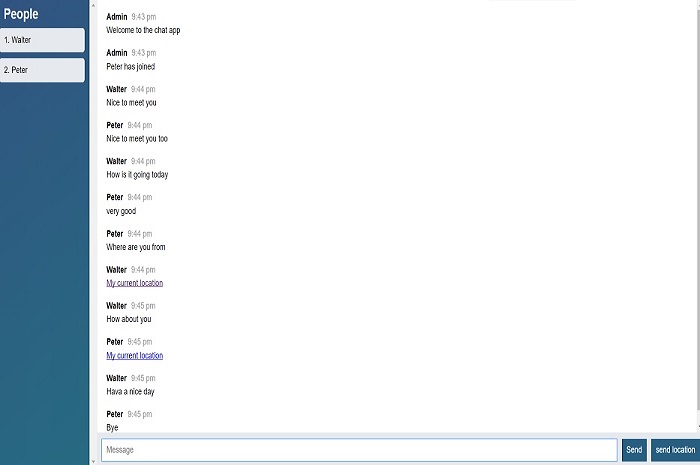 People
1. Walter
2. Peter
Admin 9:43 pm
Welcome to the chat app
Admin 9:43 pm
Peter has joined
Walter 9:44 pm
Nice to meet you
Peter 9:44 pm
Nice to meet you too
Walter 9:44 pm
How is it going today
Peter 9:44 pm
very good
Peter 9:44 pm
Where are you from
Walter 9:44 pm
My current location
Walter 9:45 pm
How about you
Peter 9:45 pm
My current location
Walter 9:45 pm
Hava a nice day
Peter 9:45 pm
Bye
Message
Send
send location